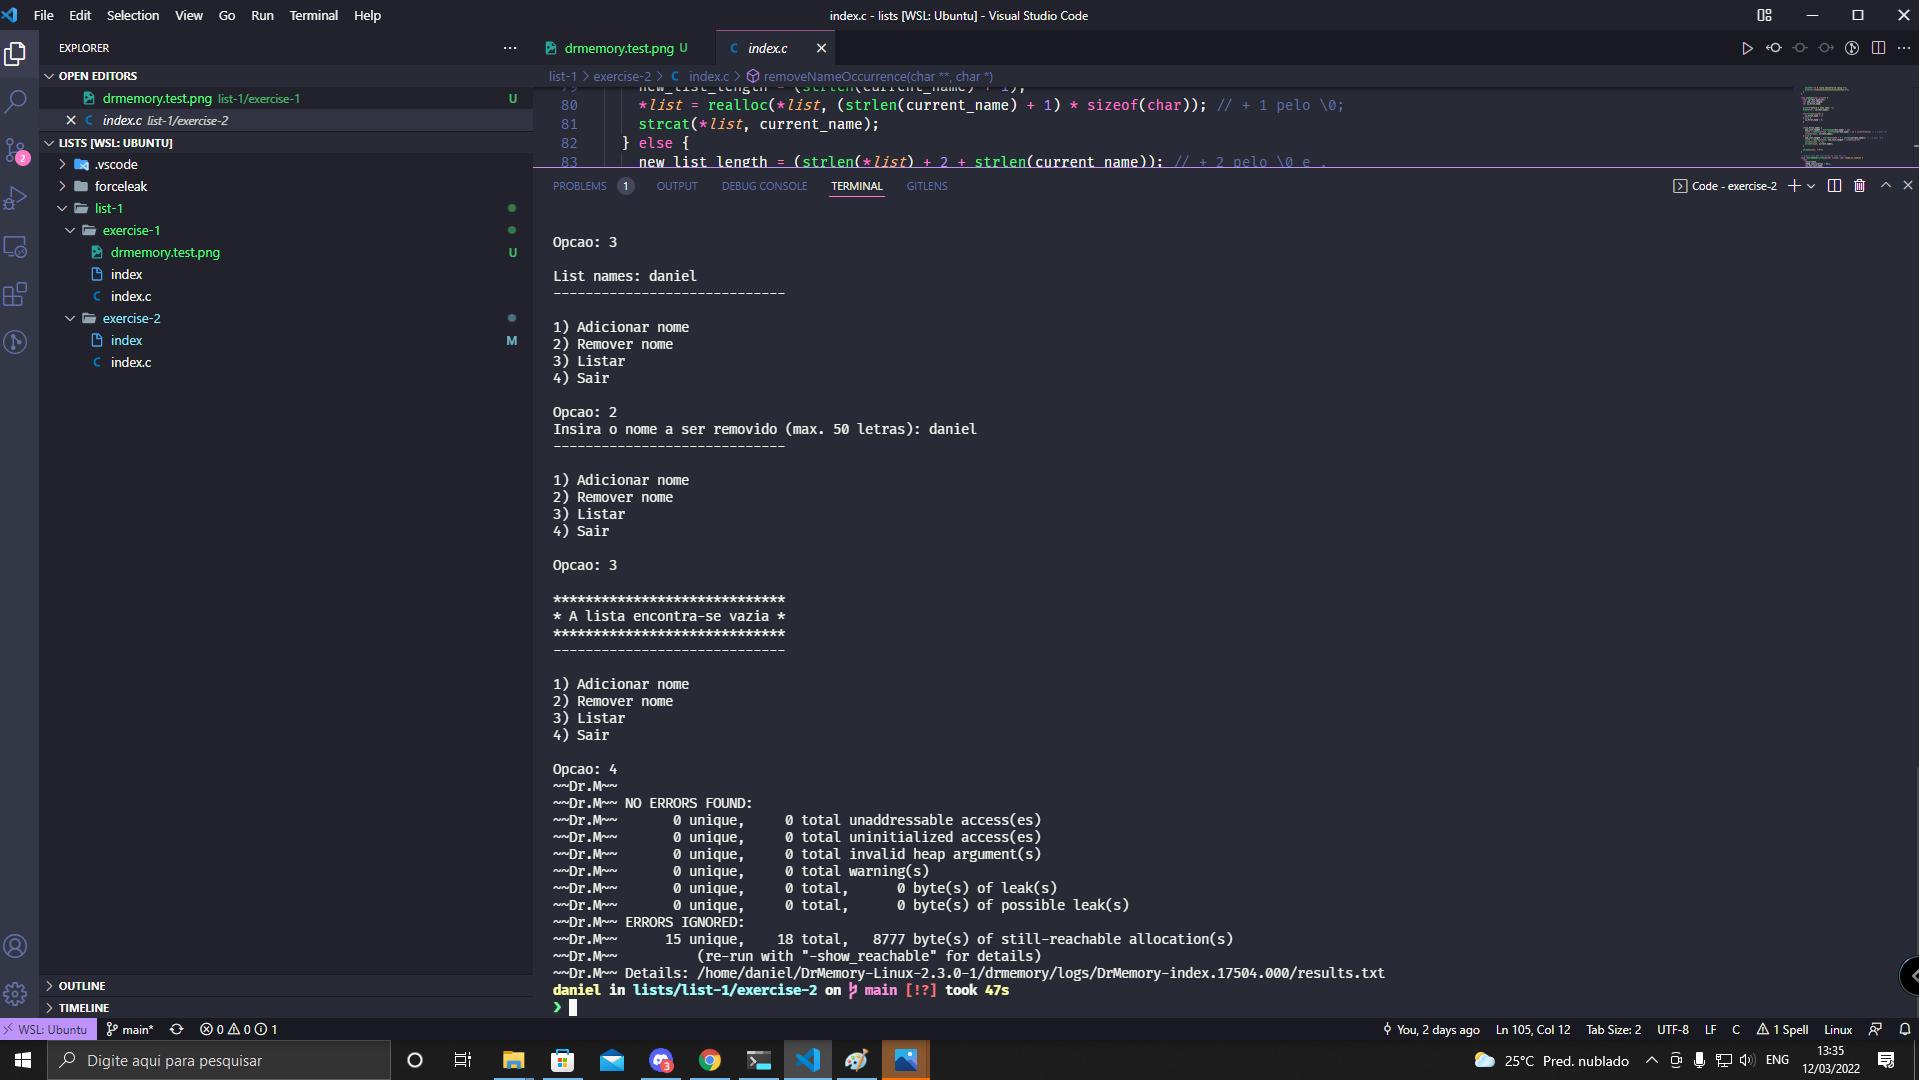 File Edit Selection View Go Run Terminal Help
index.c - lists [WSL: Ubuntu] - Visual Studio Code
EXPLORER
OPEN EDITORS
drmemory.test.png list-1/exercise-1 U
index.c list-1/exercise-2
LISTS [WSL: UBUNTU]
.vscode
forceleak
list-1
exercise-1
drmemory.test.png U
index
index.c
exercise-2
index M
index.c
OUTLINE
TIMELINE
2
drmemory.test.png U
index.c
list-1 > exercise-2 > index.c > removeNameOccurrence(char **, char *)
79 new_list_length = (strlen(current_name) + 1);
80 *list = realloc(*list, (strlen(current_name) + 1) * sizeof(char)); // + 1 pelo \0;
81 strcat(*list, current_name);
82 } else {
83 new_list_length = (strlen(*list) + 2 + strlen(current_name)); // + 2 pelo \0 e .
PROBLEMS 1 OUTPUT DEBUG CONSOLE TERMINAL GITLENS
Code - exercise-2
Opcao: 3
List names: daniel
-----------------------------
1) Adicionar nome
2) Remover nome
3) Listar
4) Sair
Opcao: 2
Insira o nome a ser removido (max. 50 letras): daniel
-----------------------------
1) Adicionar nome
2) Remover nome
3) Listar
4) Sair
Opcao: 3
*****************************
* A lista encontra-se vazia *
*****************************
-----------------------------
1) Adicionar nome
2) Remover nome
3) Listar
4) Sair
Opcao: 4
~~Dr.M~~
~~Dr.M~~ NO ERRORS FOUND:
~~Dr.M~~ 0 unique, 0 total unaddressable access(es)
~~Dr.M~~ 0 unique, 0 total uninitialized access(es)
~~Dr.M~~ 0 unique, 0 total invalid heap argument(s)
~~Dr.M~~ 0 unique, 0 total warning(s)
~~Dr.M~~ 0 unique, 0 total, 0 byte(s) of leak(s)
~~Dr.M~~ 0 unique, 0 total, 0 byte(s) of possible leak(s)
~~Dr.M~~ ERRORS IGNORED:
~~Dr.M~~ 15 unique, 18 total, 8777 byte(s) of still-reachable allocation(s)
~~Dr.M~~ (re-run with "-show_reachable" for details)
~~Dr.M~~ Details: /home/daniel/DrMemory-Linux-2.3.0-1/drmemory/logs/DrMemory-index.17504.000/results.txt
daniel in lists/list-1/exercise-2 on main [!?] took 47s
❯
WSL: Ubuntu main* 0 0 1
You, 2 days ago Ln 105, Col 12 Tab Size: 2 UTF-8 LF C 1 Spell Linux
Digite aqui para pesquisar
3
25°C Pred. nublado ENG
13:35
12/03/2022